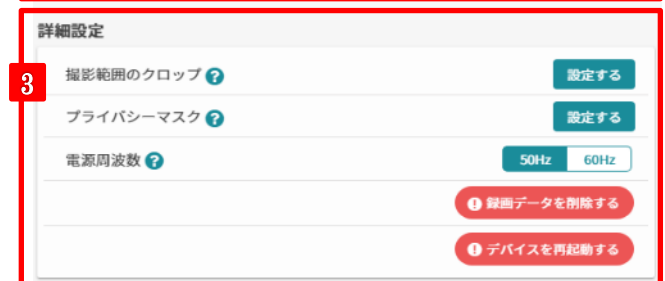 詳細設定
3
撮影範囲のクロップ ? 設定する
プライバシーマスク ? 設定する
電源周波数 ? 50Hz 60Hz
! 録画データを削除する
! デバイスを再起動する